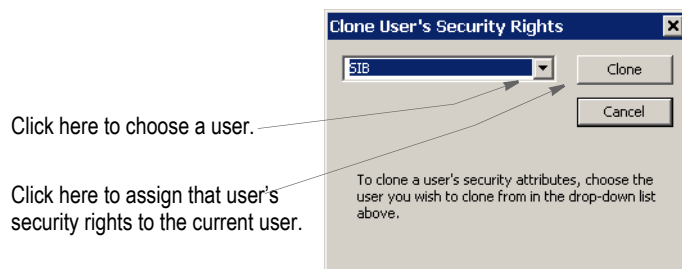 Clone User's Security Rights
SIB
Clone
Cancel
Click here to choose a user.
Click here to assign that user’s
security rights to the current user.
To clone a user's security attributes, choose the
user you wish to clone from in the drop-down list
above.